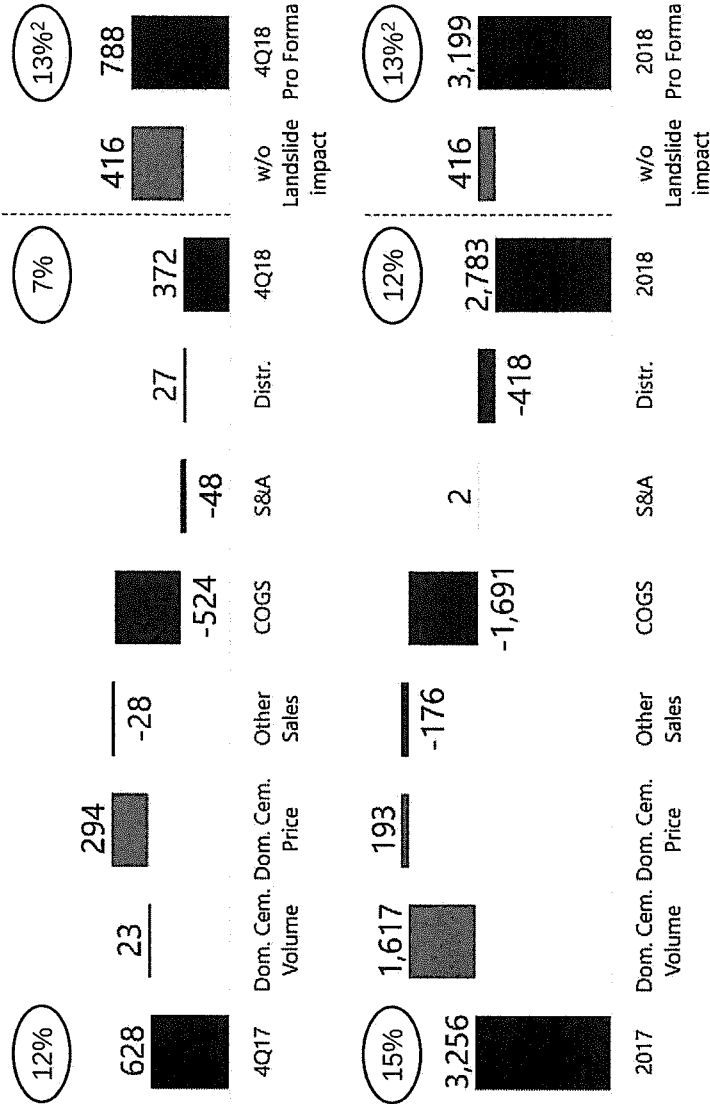 12%
7%
13%²
628
23
294
-28
-524
-48
27
372
416
788
4Q17
Dom. Cem.
Volume
Dom. Cem.
Price
Other
Sales
COGS
S&A
Distr.
4Q18
w/o
Landslide
impact
4Q18
Pro Forma
15%
12%
13%²
3,256
1,617
193
-176
-1,691
2
-418
2,783
416
3,199
2017
Dom. Cem.
Volume
Dom. Cem.
Price
Other
Sales
COGS
S&A
Distr.
2018
w/o
Landslide
impact
2018
Pro Forma